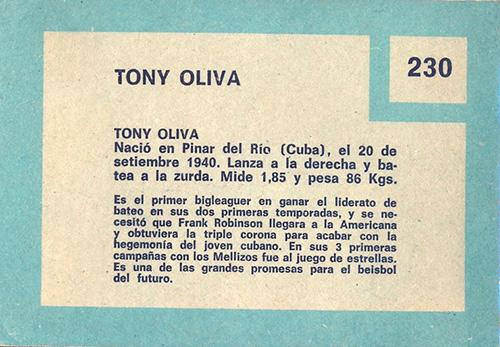 TONY OLIVA
230
TONY OLIVA
Nació en Pinar del Río (Cuba), el 20 de
setiembre 1940. Lanza a la derecha y ba-
tea a la zurda. Mide 1,85 y pesa 86 Kgs.
Es el primer bigleaguer en ganar el liderato de
bateo en sus dos primeras temporadas, y se ne-
cesitó que Frank Robinson llegara a la Americana
y obtuviera la triple corona para acabar con la
hegemonía del joven cubano. En sus 3 primeras
campañas con los Mellizos fue al juego de estrellas.
Es una de las grandes promesas para el beisbol
del futuro.